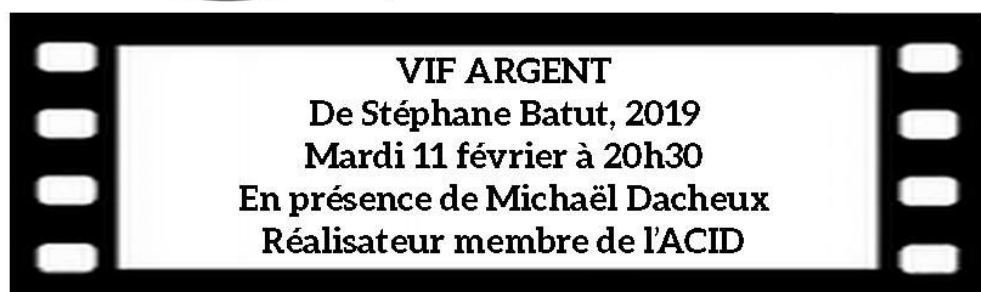 VIF ARGENT
De Stéphane Batut, 2019
Mardi 11 février à 20h30
En présence de Michaël Dacheux
Réalisateur membre de l'ACID